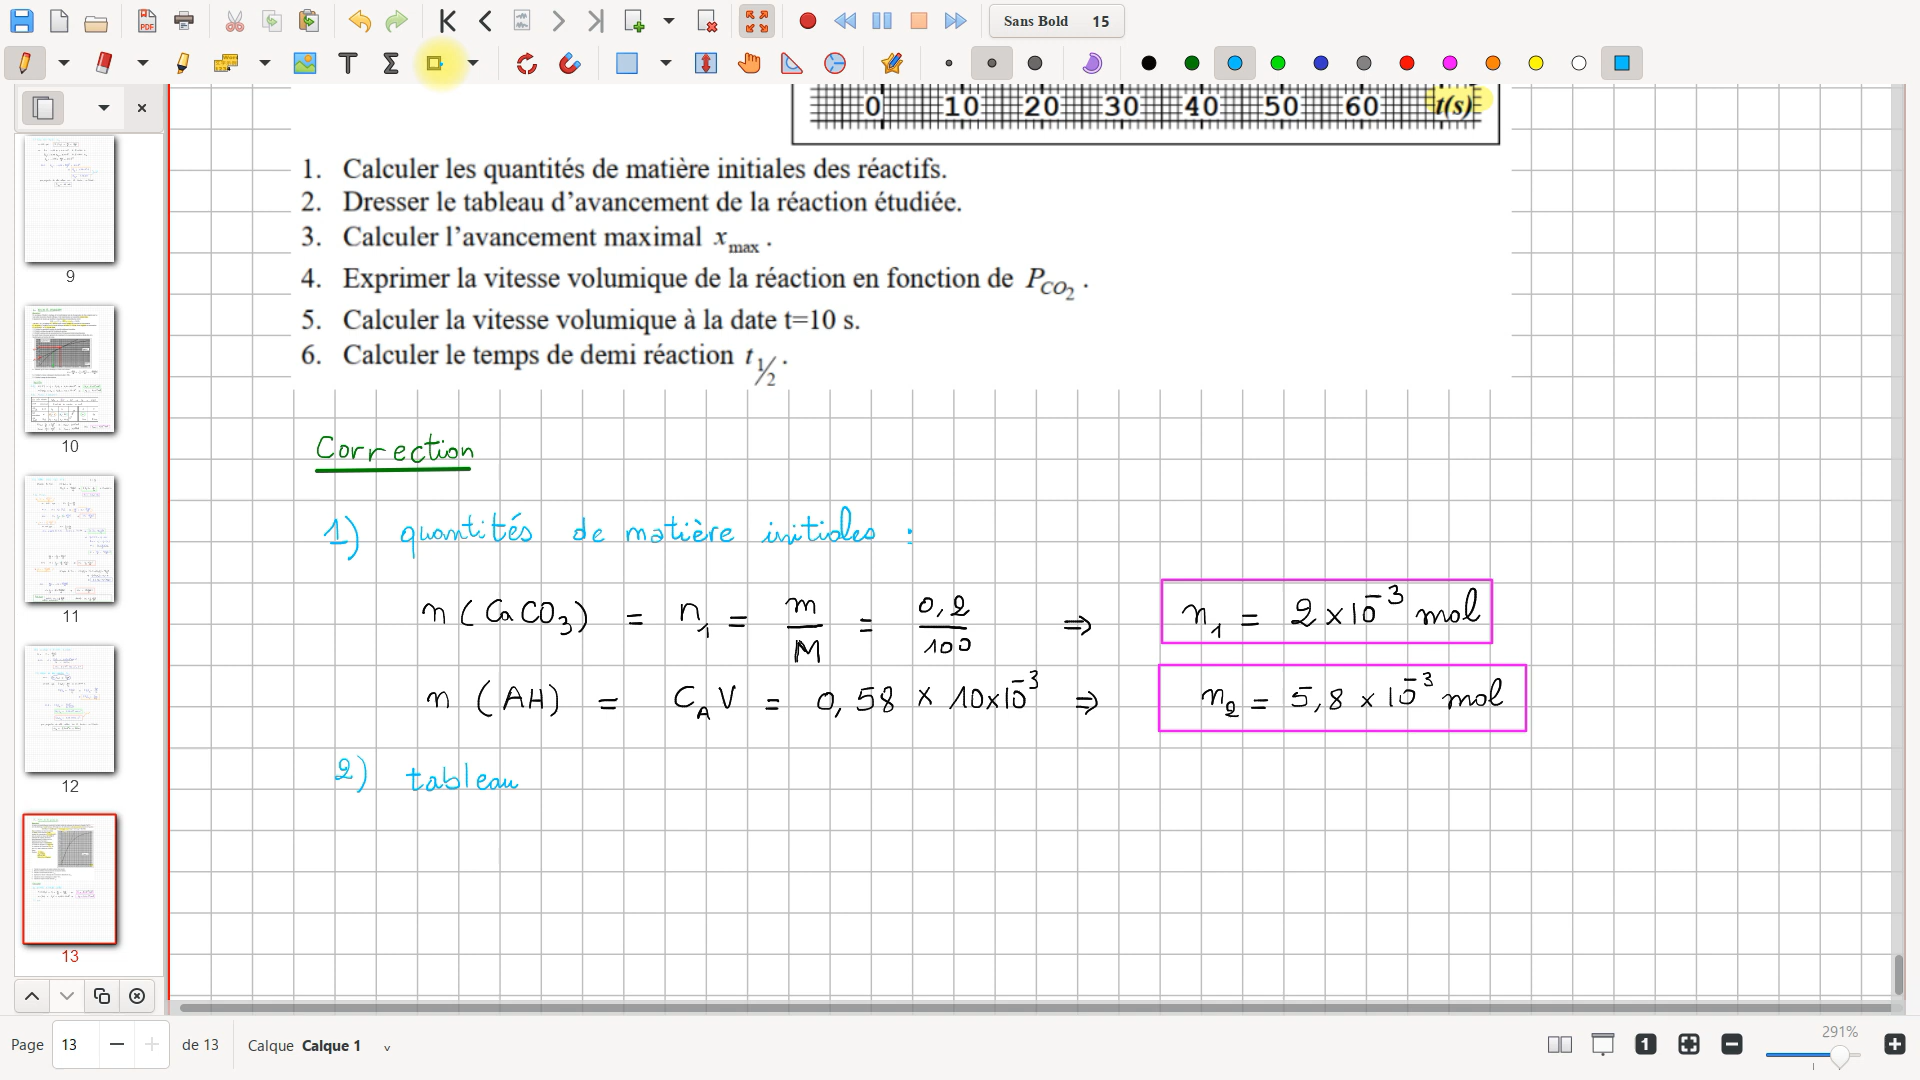 PDF
Sans Bold 15
9
10
11
12
13
0 10 20 30 40 50 60 t(s)
1. Calculer les quantités de matière initiales des réactifs.
2. Dresser le tableau d’avancement de la réaction étudiée.
3. Calculer l’avancement maximal x max .
4. Exprimer la vitesse volumique de la réaction en fonction de P CO2 .
5. Calculer la vitesse volumique à la date t=10 s.
6. Calculer le temps de demi réaction t 1/2 .
Correction
1) quantités de matière initiales :
n (CaCO3) = n1 = m/M = 0,2/100 ⇒ n1 = 2×10⁻³ mol
n (AH) = CA V = 0,58 × 10×10⁻³ ⇒ n2 = 5,8 × 10⁻³ mol
2) tableau
Page 13 de 13 Calque Calque 1
1
291%